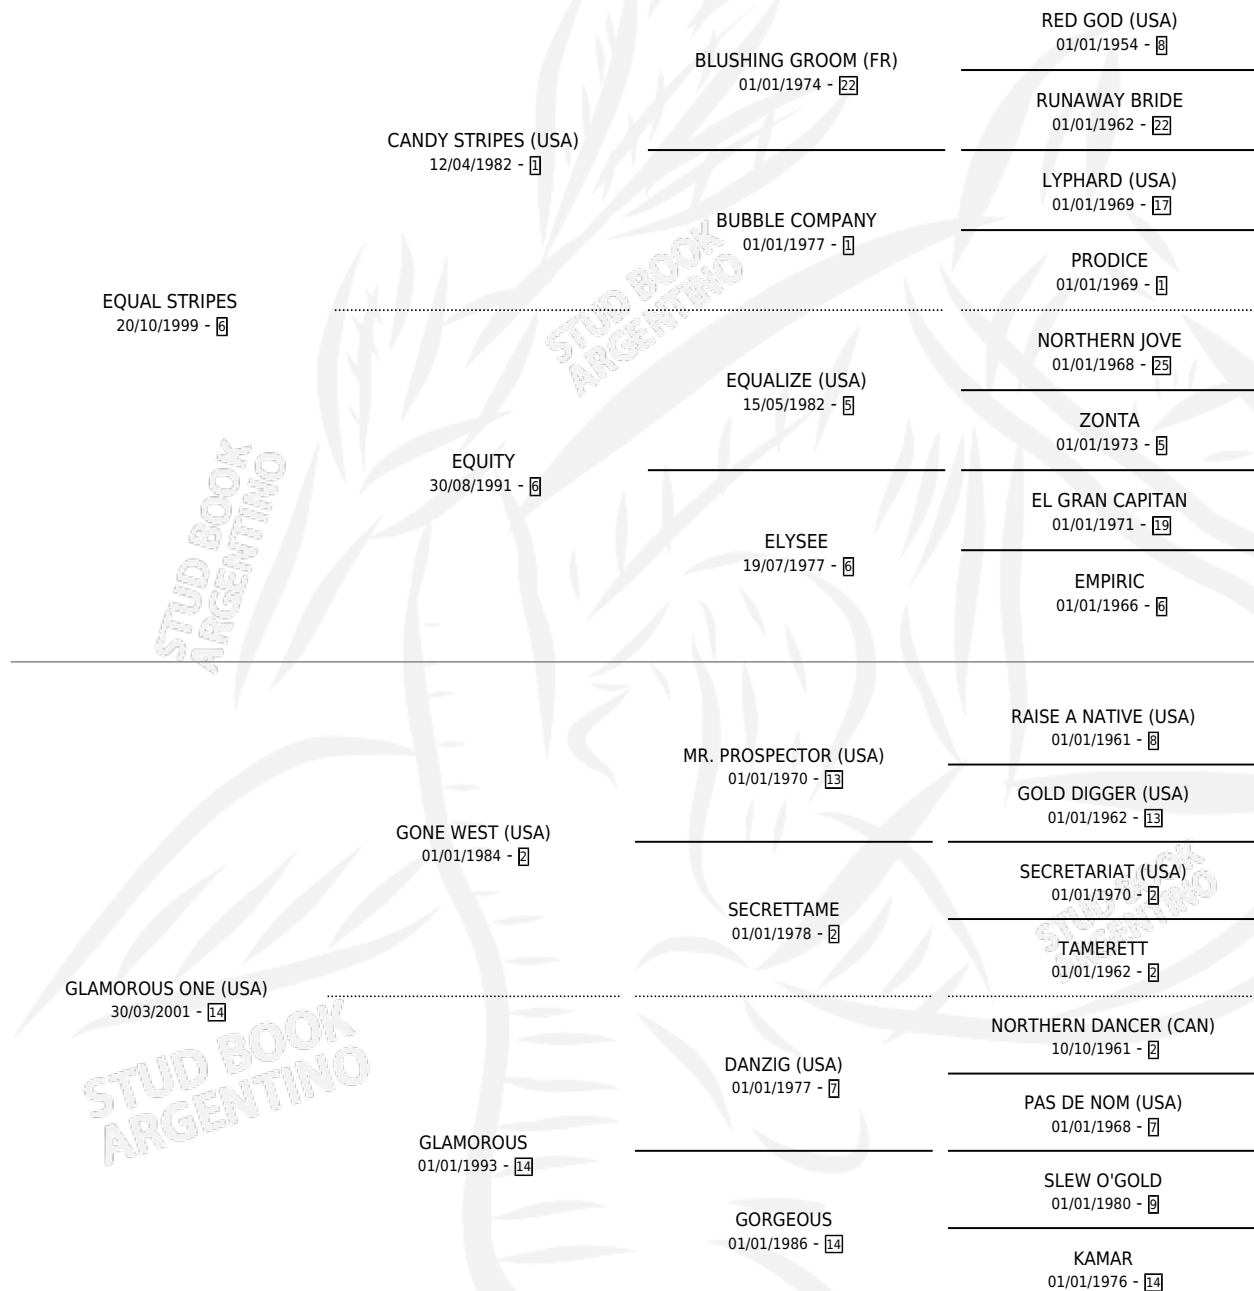 RED GOD (USA)
01/01/1954 - 8
BLUSHING GROOM (FR)
01/01/1974 - 22
RUNAWAY BRIDE
01/01/1962 - 22
CANDY STRIPES (USA)
12/04/1982 - 1
LYPHARD (USA)
01/01/1969 - 17
BUBBLE COMPANY
01/01/1977 - 1
PRODICE
01/01/1969 - 1
EQUAL STRIPES
20/10/1999 - 6
STUD BOOK
ARGENTINO
NORTHERN JOVE
01/01/1968 - 25
EQUALIZE (USA)
15/05/1982 - 5
ZONTA
01/01/1973 - 5
EQUITY
30/08/1991 - 6
EL GRAN CAPITAN
01/01/1971 - 19
ELYSEE
19/07/1977 - 6
EMPIRIC
01/01/1966 - 6
STUD BOOK
ARGENTINO
RAISE A NATIVE (USA)
01/01/1961 - 8
MR. PROSPECTOR (USA)
01/01/1970 - 13
GOLD DIGGER (USA)
01/01/1962 - 13
GONE WEST (USA)
01/01/1984 - 2
SECRETARIAT (USA)
01/01/1970 - 2
SECRETTAME
01/01/1978 - 2
STUD BOOK
ARGENTINO
TAMERETT
01/01/1962 - 2
GLAMOROUS ONE (USA)
30/03/2001 - 14
STUD BOOK
ARGENTINO
NORTHERN DANCER (CAN)
10/10/1961 - 2
DANZIG (USA)
01/01/1977 - 7
PAS DE NOM (USA)
01/01/1968 - 7
GLAMOROUS
01/01/1993 - 14
SLEW O'GOLD
01/01/1980 - 9
GORGEOUS
01/01/1986 - 14
KAMAR
01/01/1976 - 14